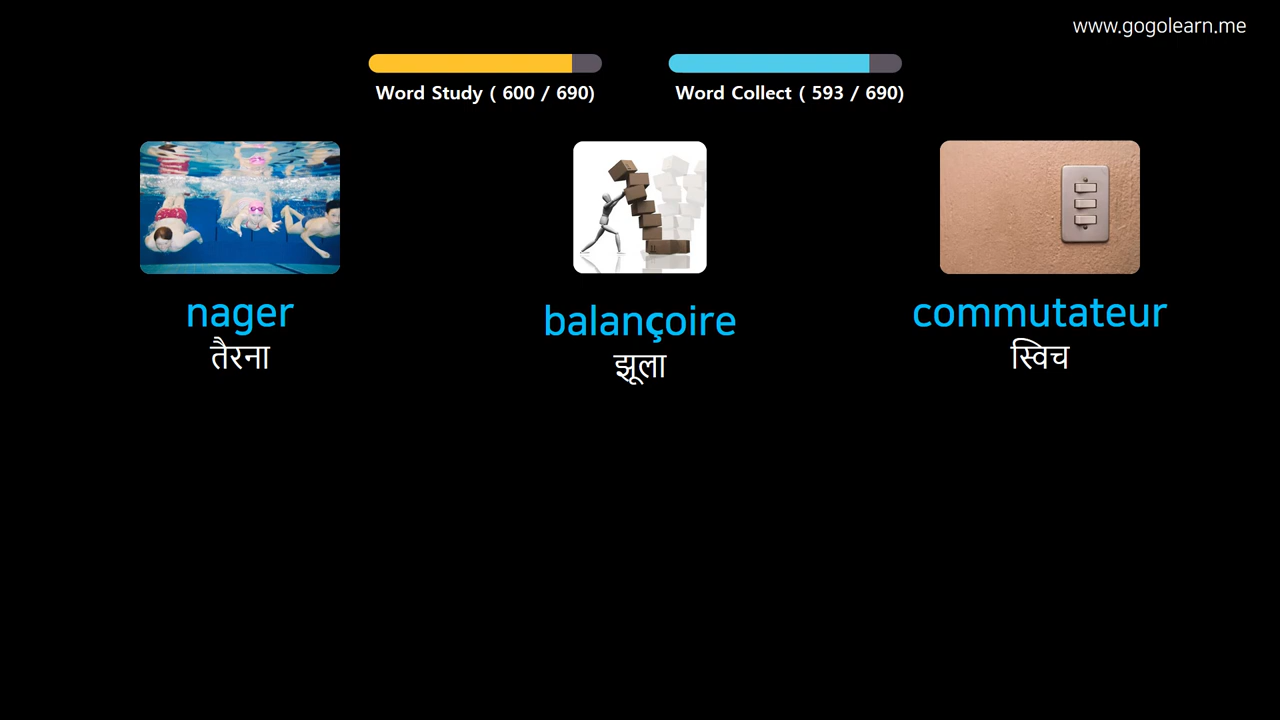 www.gogolearn.me
Word Study ( 600 / 690)
Word Collect ( 593 / 690)
nager
तैरना
balançoire
झूला
commutateur
स्विच